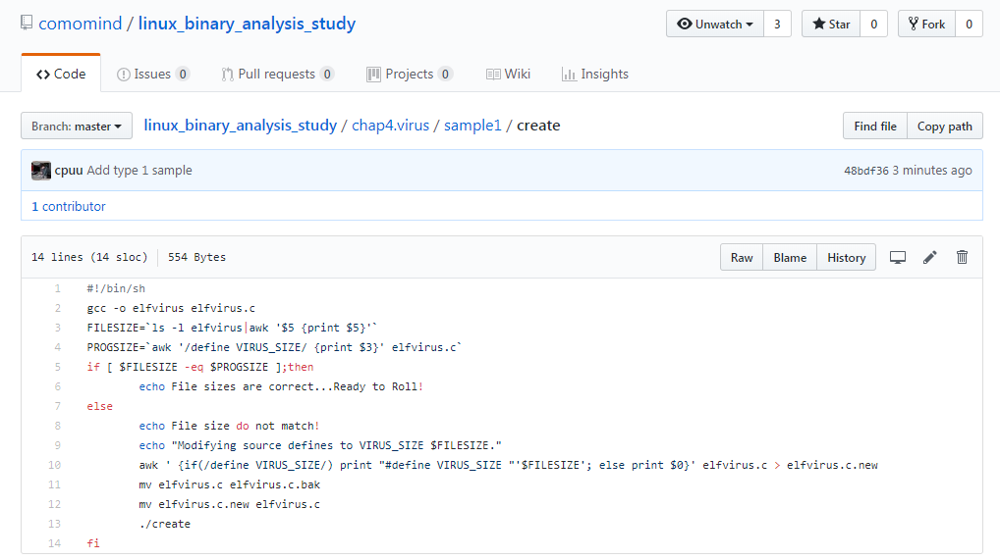 comomind / linux_binary_analysis_study Unwatch 3 Star 0 Fork 0
Code Issues 0 Pull requests 0 Projects 0 Wiki Insights
Branch: master linux_binary_analysis_study / chap4.virus / sample1 / create Find file Copy path
cpuu Add type 1 sample 48bdf36 3 minutes ago
1 contributor
14 lines (14 sloc) 554 Bytes Raw Blame History
1 #!/bin/sh
2 gcc -o elfvirus elfvirus.c
3 FILESIZE=`ls -l elfvirus|awk '$5 {print $5}'`
4 PROGSIZE=`awk '/define VIRUS_SIZE/ {print $3}' elfvirus.c`
5 if [ $FILESIZE -eq $PROGSIZE ];then
6 echo File sizes are correct...Ready to Roll!
7 else
8 echo File size do not match!
9 echo "Modifying source defines to VIRUS_SIZE $FILESIZE."
10 awk ' {if(/define VIRUS_SIZE/) print "#define VIRUS_SIZE "'$FILESIZE'; else print $0}' elfvirus.c > elfvirus.c.new
11 mv elfvirus.c elfvirus.c.bak
12 mv elfvirus.c.new elfvirus.c
13 ./create
14 fi